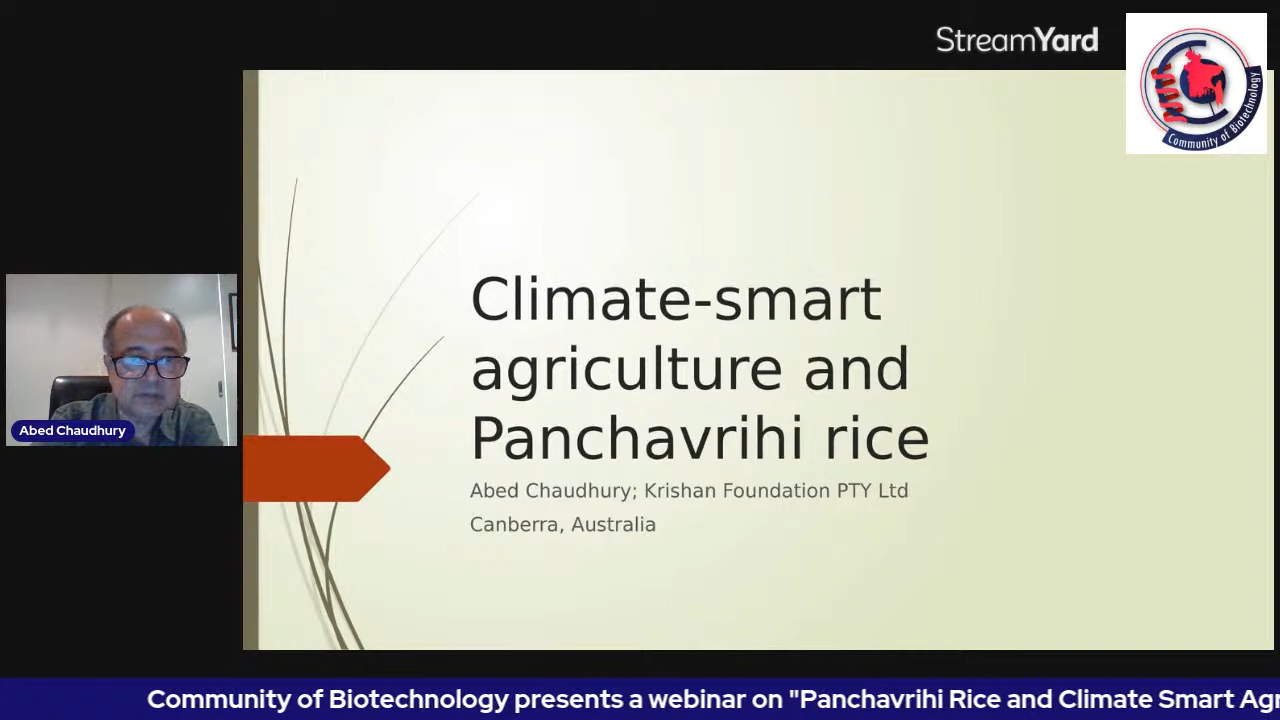 StreamYard
Community of Biotechnology
Climate-smart
agriculture and
Panchavrihi rice
Abed Chaudhury; Krishan Foundation PTY Ltd
Canberra, Australia
Abed Chaudhury
Community of Biotechnology presents a webinar on "Panchavrihi Rice and Climate Smart Agr